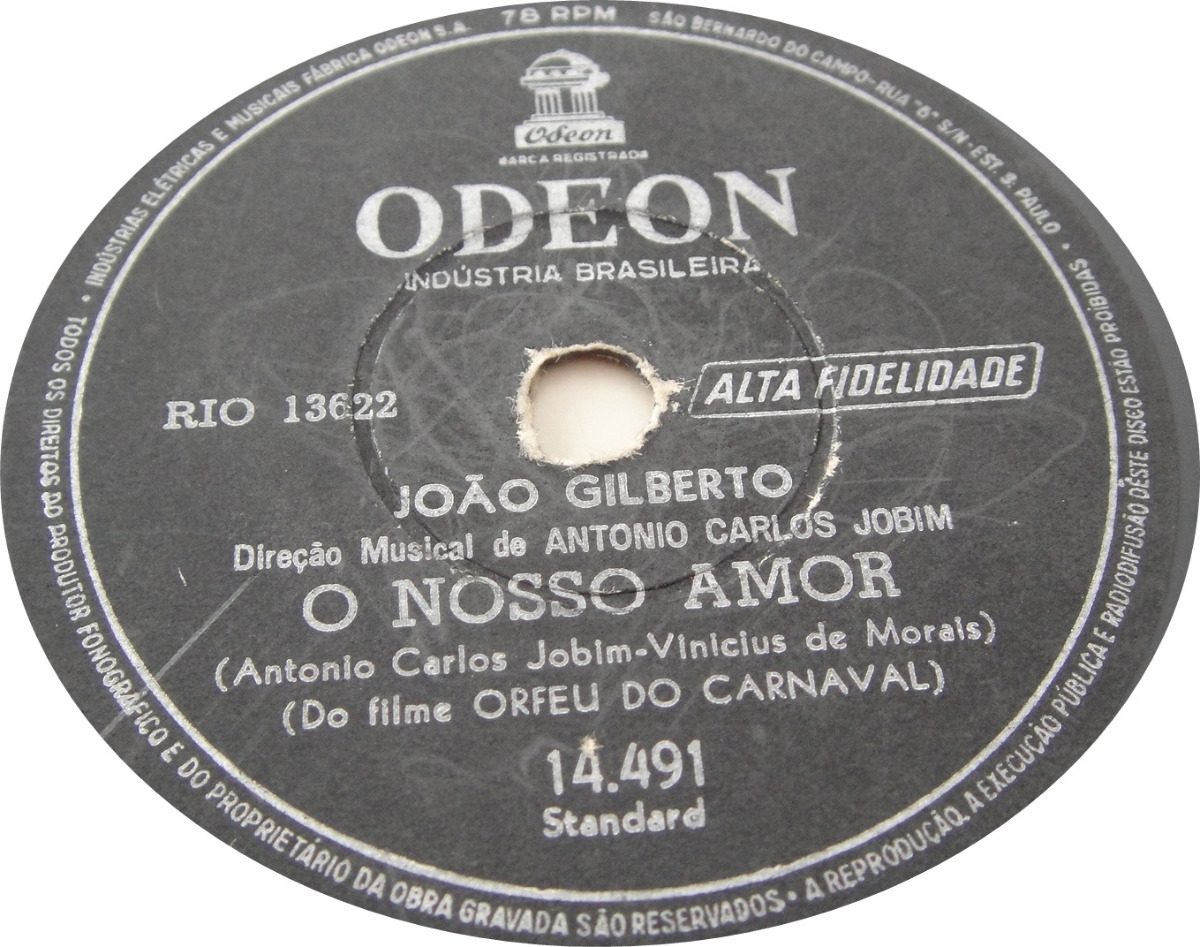 INDÚSTRIAS ELÉTRICAS E MUSICAIS FÁBRICA ODEON S.A. 78 RPM SÃO BERNARDO DO CAMPO - RUA "6" S/N - EST. S. PAULO •
Odeon
MARCA REGISTRADA
ODEON
INDÚSTRIA BRASILEIRA
RIO 13622
ALTA FIDELIDADE
JOÃO GILBERTO
Direção Musical de ANTONIO CARLOS JOBIM
O NOSSO AMOR
(Antonio Carlos Jobim-Vinicius de Morais)
(Do filme ORFEU DO CARNAVAL)
14.491
Standard
• TODOS OS DIREITOS DO PRODUTOR FONOGRÁFICO E DO PROPRIETÁRIO DA OBRA GRAVADA SÃO RESERVADOS • A REPRODUÇÃO, A EXECUÇÃO PÚBLICA E RADIODIFUSÃO DÊSTE DISCO ESTÃO PROIBIDAS •